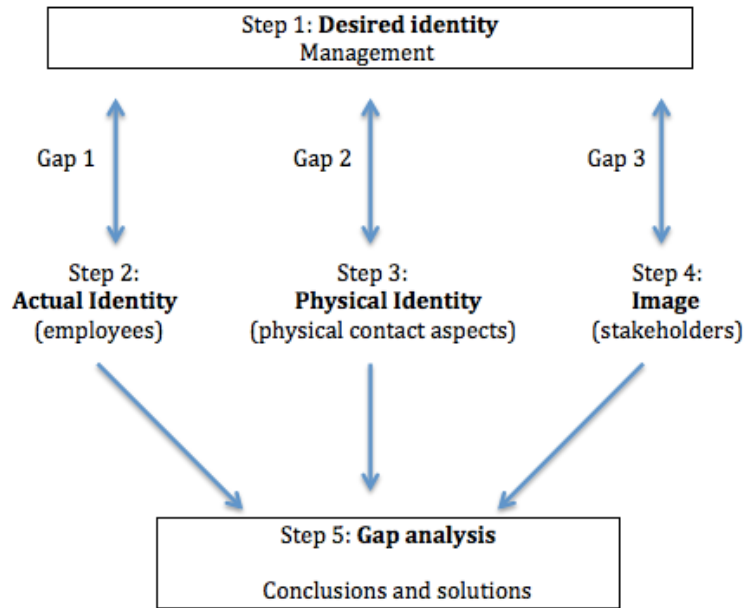 Step 1: Desired identity
Management
Gap 1
Gap 2
Gap 3
Step 2:
Actual Identity
(employees)
Step 3:
Physical Identity
(physical contact aspects)
Step 4:
Image
(stakeholders)
Step 5: Gap analysis
Conclusions and solutions